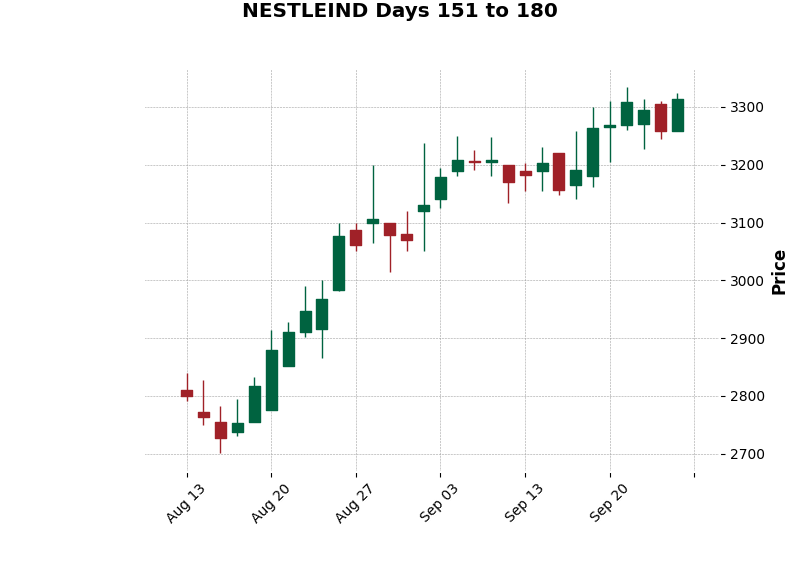 NESTLEIND Days 151 to 180
3300
3200
3100
3000
2900
2800
2700
Price
Aug 13
Aug 20
Aug 27
Sep 03
Sep 13
Sep 20